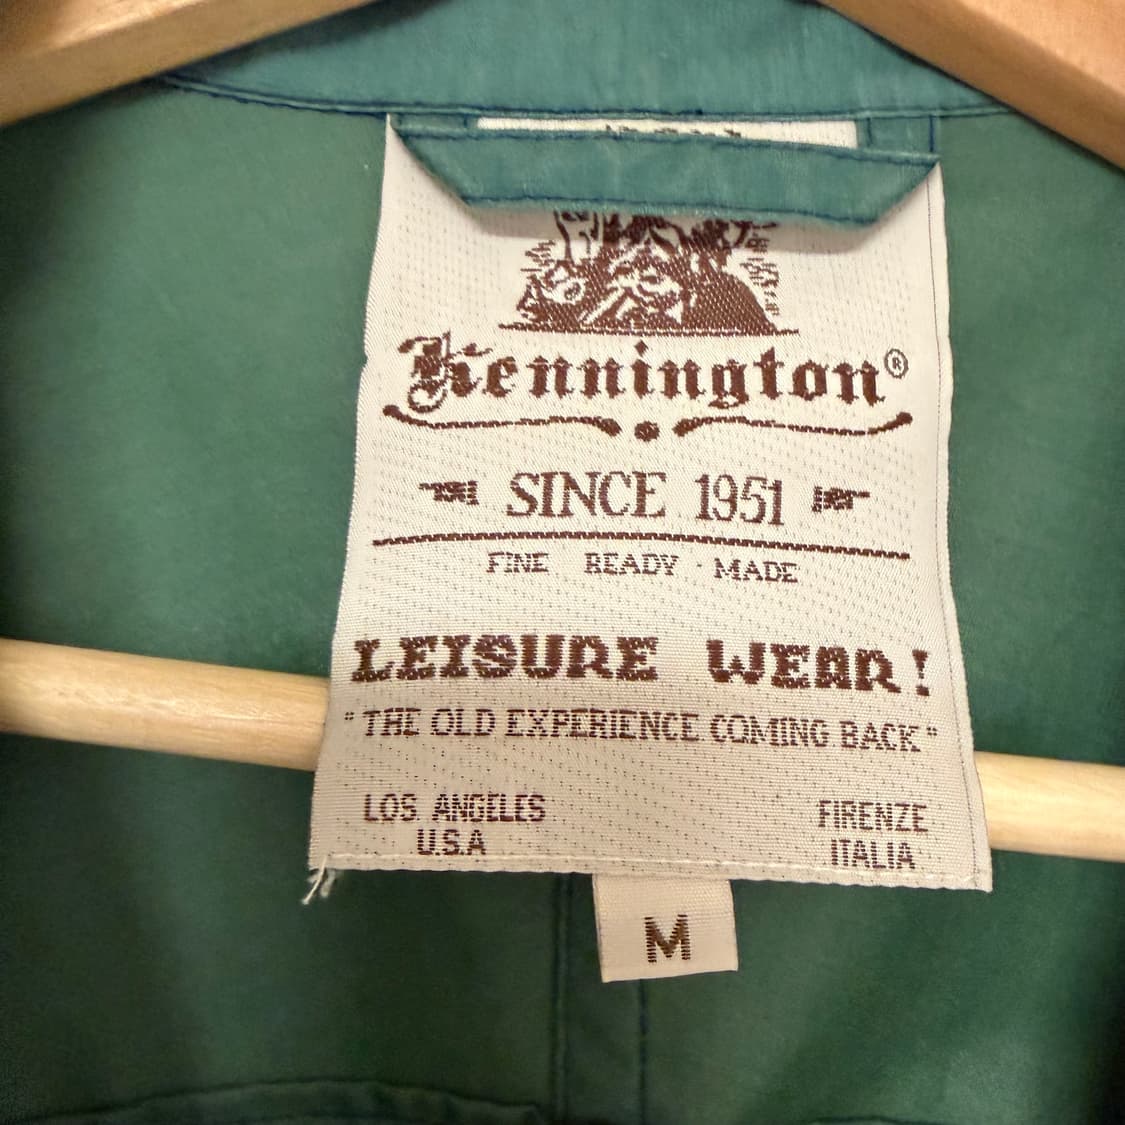 Kennington®
SINCE 1951
FINE READY · MADE
LEISURE WEAR!
"THE OLD EXPERIENCE COMING BACK"
LOS ANGELES
U.S.A
FIRENZE
ITALIA
M